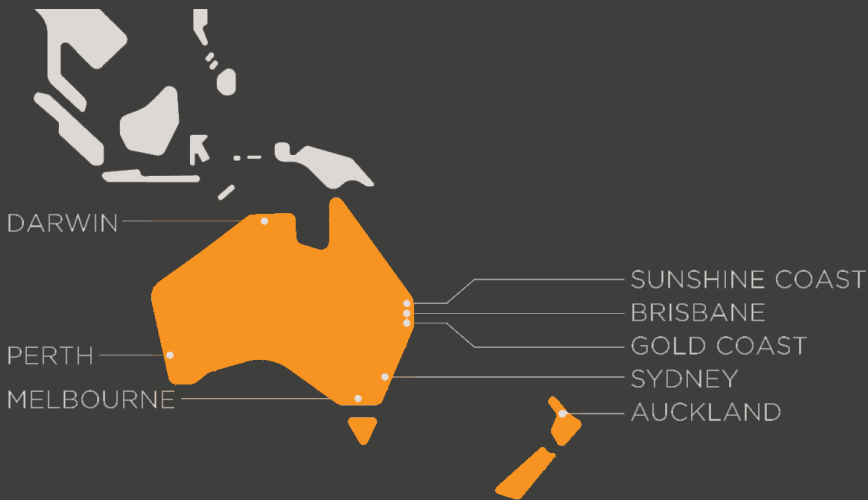 DARWIN
PERTH
MELBOURNE
SUNSHINE COAST
BRISBANE
GOLD COAST
SYDNEY
AUCKLAND